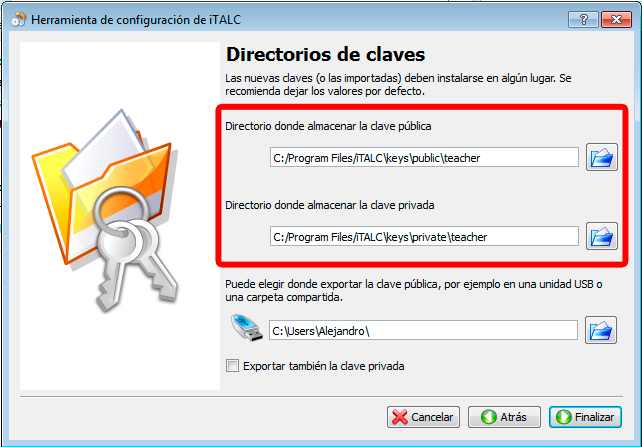 Herramienta de configuración de iTALC
Directorios de claves
Las nuevas claves (o las importadas) deben instalarse en algún lugar. Se
recomienda dejar los valores por defecto.
Directorio donde almacenar la clave pública
C:/Program Files/iTALC\keys\public\teacher
Directorio donde almacenar la clave privada
C:/Program Files/iTALC\keys\private\teacher
Puede elegir donde exportar la clave pública, por ejemplo en una unidad USB o
una carpeta compartida.
C:\Users\Alejandro\
Exportar también la clave privada
Cancelar
Atrás
Finalizar